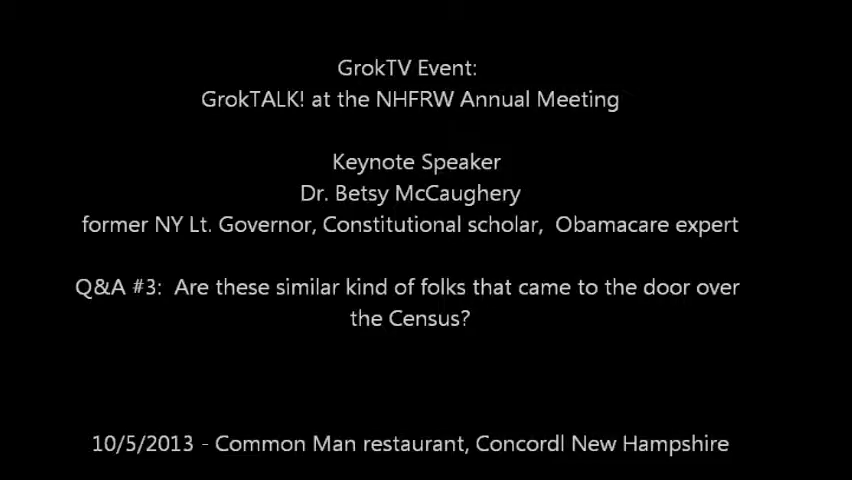 GrokTV Event:
GrokTALK! at the NHFRW Annual Meeting
Keynote Speaker
Dr. Betsy McCaughery
former NY Lt. Governor, Constitutional scholar, Obamacare expert
Q&A #3: Are these similar kind of folks that came to the door over
the Census?
10/5/2013 - Common Man restaurant, Concordl New Hampshire